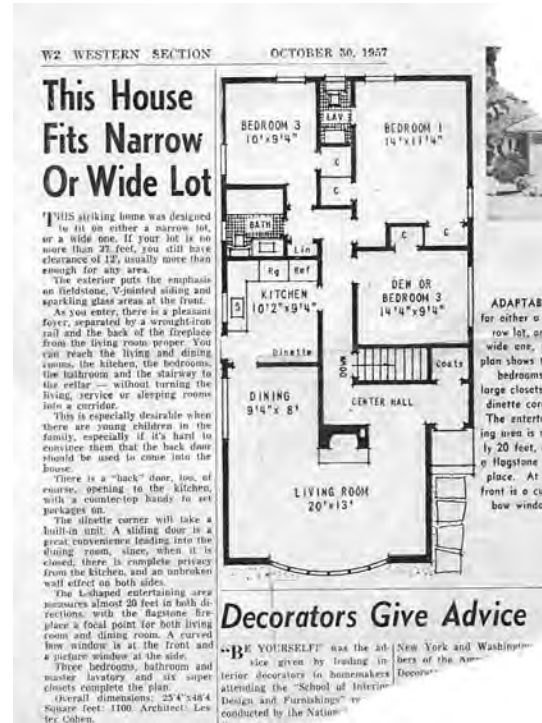 W2 WESTERN SECTION OCTOBER 30, 1957
This House
Fits Narrow
Or Wide Lot
THIS striking home was designed
to fit on either a narrow lot,
or a wide one. If your lot is no
more than 37 feet, you still have
clearance of 12', usually more than
enough for any area.
The exterior puts the emphasis
on fieldstone, V-jointed siding and
sparkling glass areas at the front.
As you enter, there is a pleasant
foyer, separated by a wrought-iron
rail and the back of the fireplace
from the living room proper. You
can reach the living and dining
rooms, the kitchen, the bedrooms,
the bathroom and the stairway to
the cellar — without turning the
living, service or sleeping rooms
into a corridor.
This is especially desirable when
there are young children in the
family, especially if it's hard to
convince them that the back door
should be used to come into the
house.
There is a "back" door, too, of
course, opening to the kitchen,
with a counter-top handy to set
packages on.
The dinette corner will take a
built-in unit. A sliding door is a
great convenience leading into the
dining room, since, when it is
closed, there is complete privacy
from the kitchen, and an unbroken
wall effect on both sides.
The L-shaped entertaining area
measures almost 20 feet in both di-
rections, with the flagstone fire-
place a focal point for both living
room and dining room. A curved
bow window is at the front and
a picture window at the side.
Three bedrooms, bathroom and
master lavatory and six super
closets complete the plan.
Overall dimensions: 25'4"x48'4
Square feet: 1100. Architect: Les-
ter Cohen.
BEDROOM 3
10'x9'4"
LAV.
BEDROOM 1
14'x11'4"
C
C
BATH
Lin
C
C
Rg Ref
S
KITCHEN
10'2"x9'4"
Dinette
DEN OR
BEDROOM 3
14'4"x9'4"
DOWN
Coats
DINING
9'4"x 8'
CENTER HALL
LIVING ROOM
20'x13'
ADAPTAB
for either a
row lot, or
wide one,
plan shows
bedrooms
large closets
dinette cor
The enterta
ing area is
ly 20 feet,
a flagstone
place. At
front is a cu
bow windo
Decorators Give Advice
"BE YOURSELF" was the ad-
vice given by leading in-
terior decorators to homemakers
attending the "School of Interior
Design and Furnishings"
conducted by the Nation
New York and Washington
bers of the
Decorat